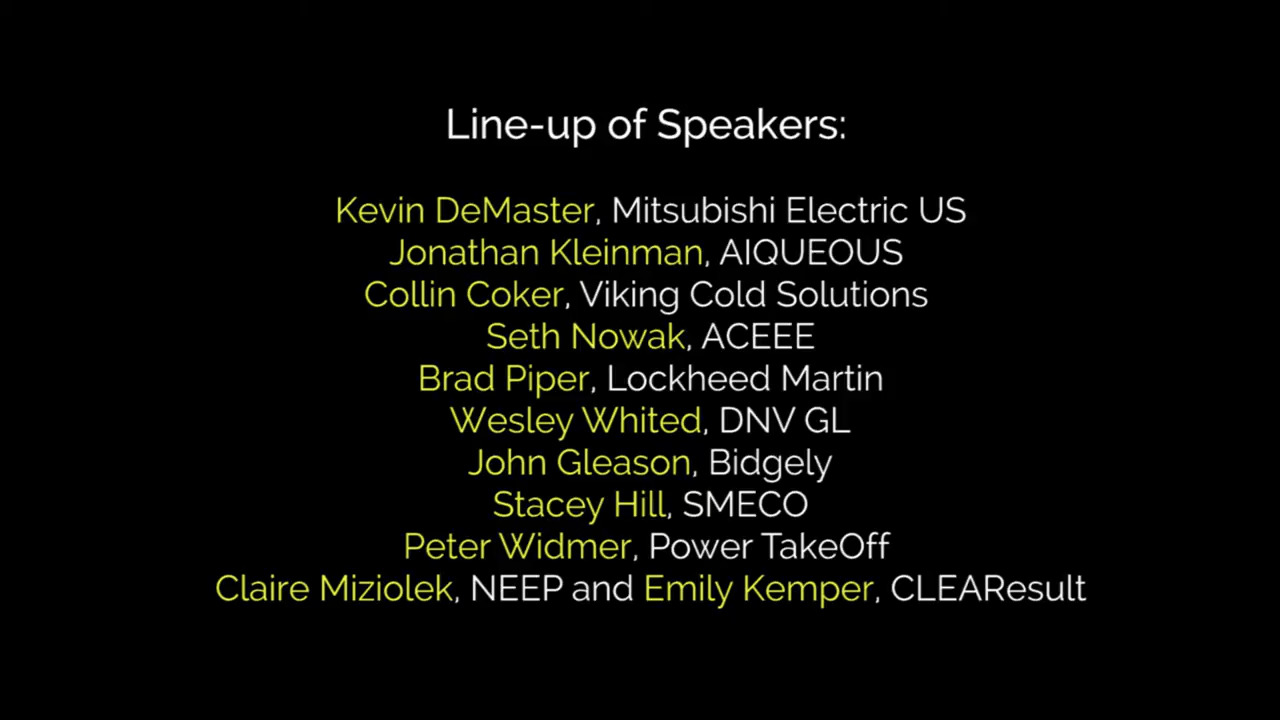 Line-up of Speakers:
Kevin DeMaster, Mitsubishi Electric US
Jonathan Kleinman, AIQUEOUS
Collin Coker, Viking Cold Solutions
Seth Nowak, ACEEE
Brad Piper, Lockheed Martin
Wesley Whited, DNV GL
John Gleason, Bidgely
Stacey Hill, SMECO
Peter Widmer, Power TakeOff
Claire Miziolek, NEEP and Emily Kemper, CLEAResult